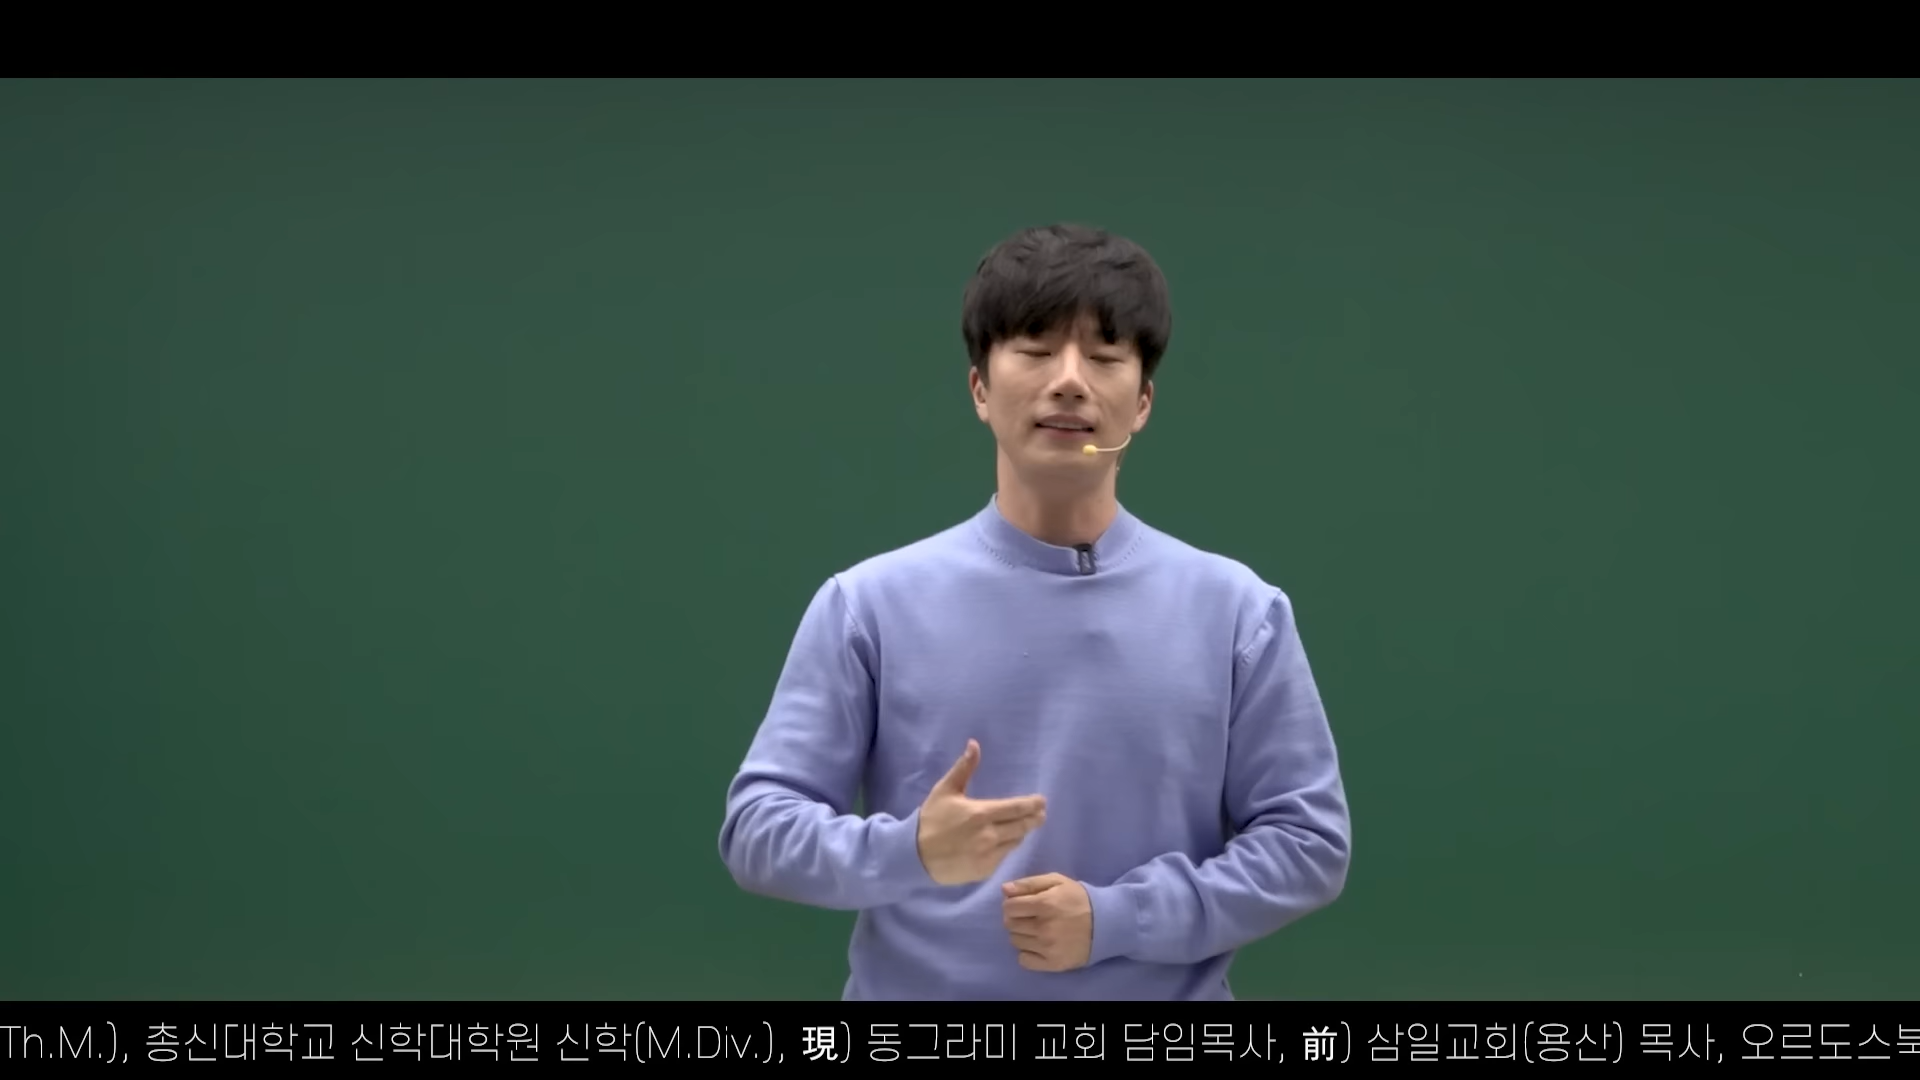 Th.M.), 총신대학교 신학대학원 신학(M.Div.), 現) 동그라미 교회 담임목사, 前) 삼일교회(용산) 목사, 오르도스북